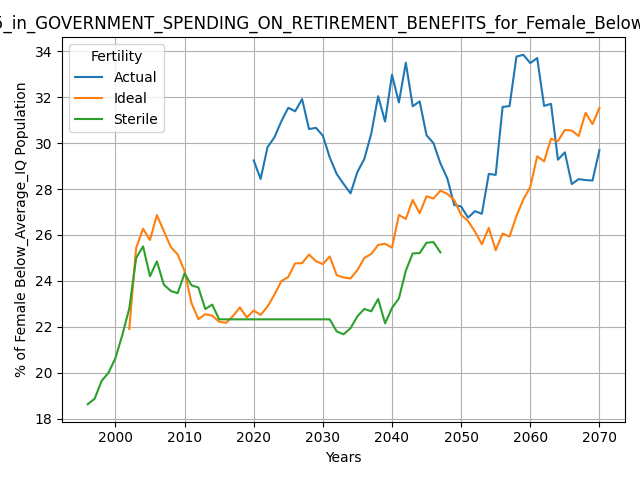 5_in_GOVERNMENT_SPENDING_ON_RETIREMENT_BENEFITS_for_Female_Below
Fertility
Actual
Ideal
Sterile
% of Female Below_Average_IQ Population
34
32
30
28
26
24
22
20
18
2000 2010 2020 2030 2040 2050 2060 2070
Years